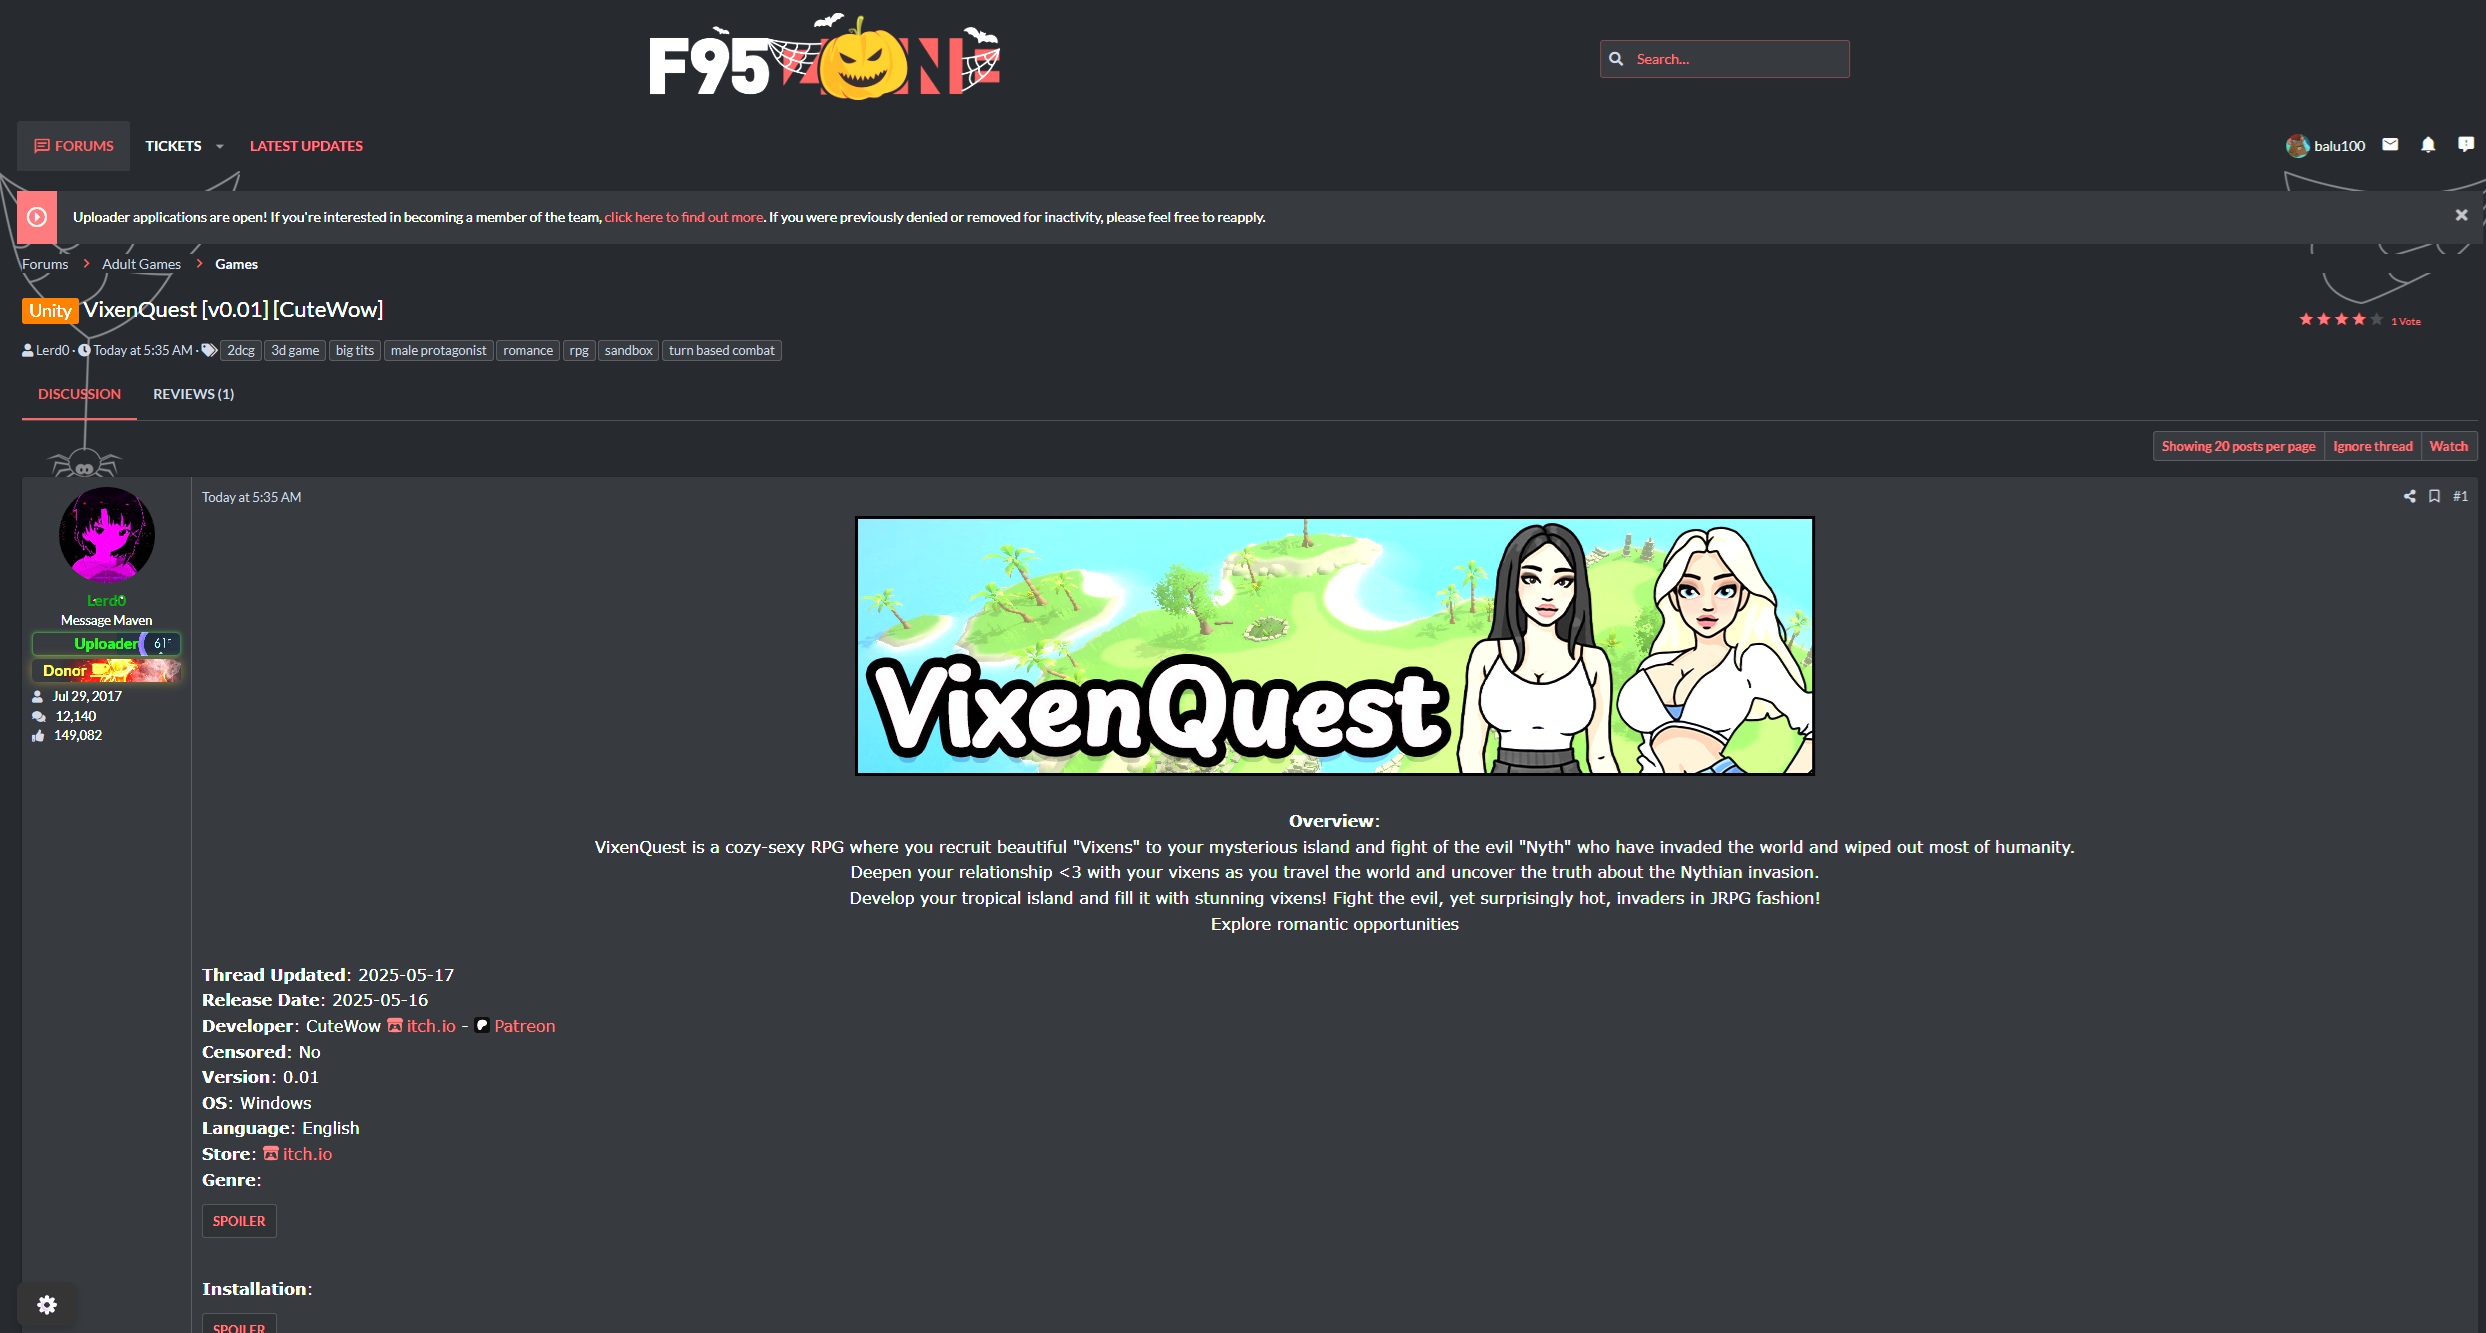 F95ZONE
Search...
FORUMS
TICKETS
LATEST UPDATES
balu100
Uploader applications are open! If you're interested in becoming a member of the team, click here to find out more. If you were previously denied or removed for inactivity, please feel free to reapply.
Forums
Adult Games
Games
Unity VixenQuest [v0.01] [CuteWow]
1 Vote
Lerd0 · Today at 5:35 AM · 2dcg 3d game big tits male protagonist romance rpg sandbox turn based combat
DISCUSSION
REVIEWS (1)
Showing 20 posts per page
Ignore thread
Watch
Lerd0
Message Maven
Uploader
Donor
Jul 29, 2017
12,140
149,082
Today at 5:35 AM
#1
VixenQuest
Overview:
VixenQuest is a cozy-sexy RPG where you recruit beautiful "Vixens" to your mysterious island and fight of the evil "Nyth" who have invaded the world and wiped out most of humanity.
Deepen your relationship <3 with your vixens as you travel the world and uncover the truth about the Nythian invasion.
Develop your tropical island and fill it with stunning vixens! Fight the evil, yet surprisingly hot, invaders in JRPG fashion!
Explore romantic opportunities
Thread Updated: 2025-05-17
Release Date: 2025-05-16
Developer: CuteWow itch.io - Patreon
Censored: No
Version: 0.01
OS: Windows
Language: English
Store: itch.io
Genre:
SPOILER
Installation:
SPOILER